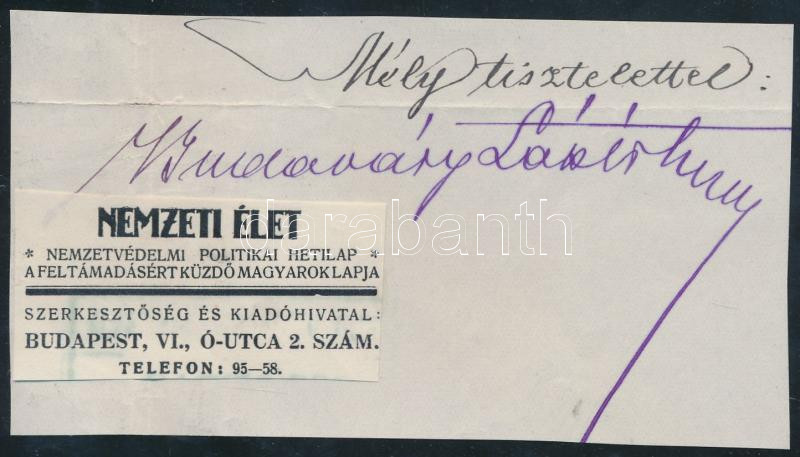 Mély tisztelettel:
Budaváry László
NEMZETI ÉLET
* NEMZETVÉDELMI POLITIKAI HETILAP *
A FELTÁMADÁSÉRT KÜZDŐ MAGYAROK LAPJA
SZERKESZTŐSÉG ÉS KIADÓHIVATAL:
BUDAPEST, VI., Ó-UTCA 2. SZÁM.
TELEFON: 95—58.
darabanth